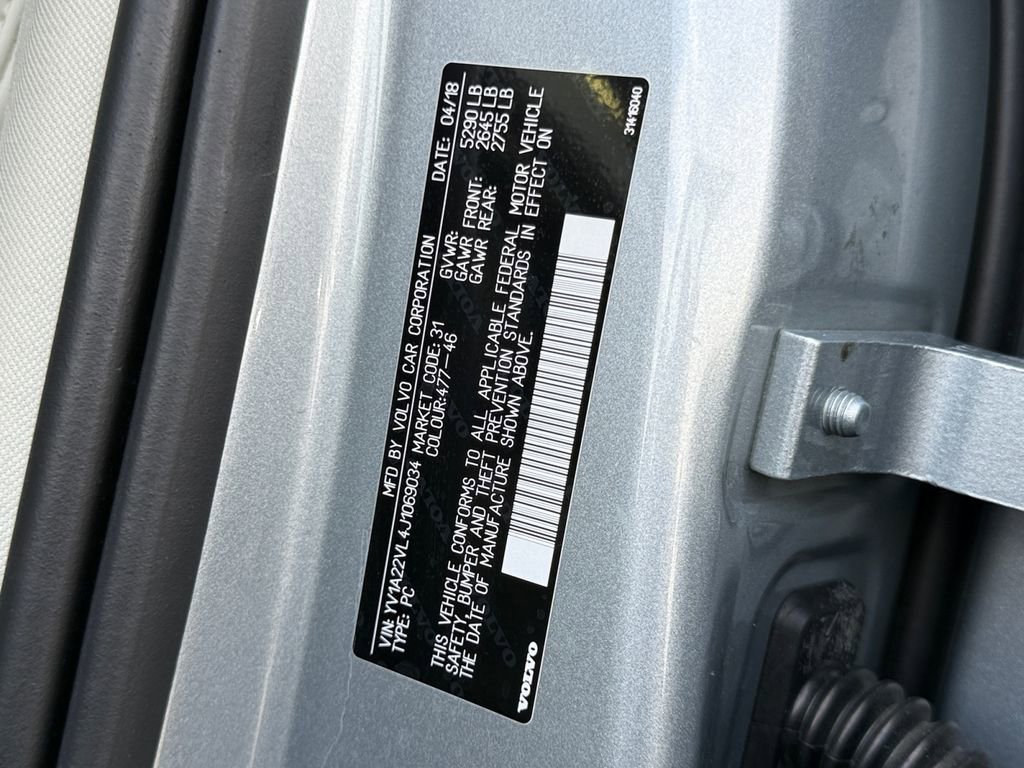 MFD BY VOLVO CAR CORPORATION DATE: 04/18
VIN: YV1A22VL4J1069034 MARKET CODE: 31 GVWR: 5290 LB
TYPE: PC COLOUR: 477-46 GAWR FRONT: 2645 LB
GAWR REAR: 2755 LB
THIS VEHICLE CONFORMS TO ALL APPLICABLE FEDERAL MOTOR VEHICLE
SAFETY, BUMPER AND THEFT PREVENTION STANDARDS IN EFFECT ON
THE DATE OF MANUFACTURE SHOWN ABOVE.
VOLVO
31416040